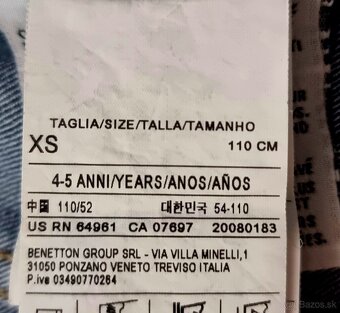 TAGLIA/SIZE/TALLA/TAMANHO
XS 110 CM
4-5 ANNI/YEARS/ANOS/AÑOS
中国 110/52 대한민국 54-110
US RN 64961 CA 07697 20080183
BENETTON GROUP SRL - VIA VILLA MINELLI,1
31050 PONZANO VENETO TREVISO ITALIA
P.iva 03490770264
bazos.sk